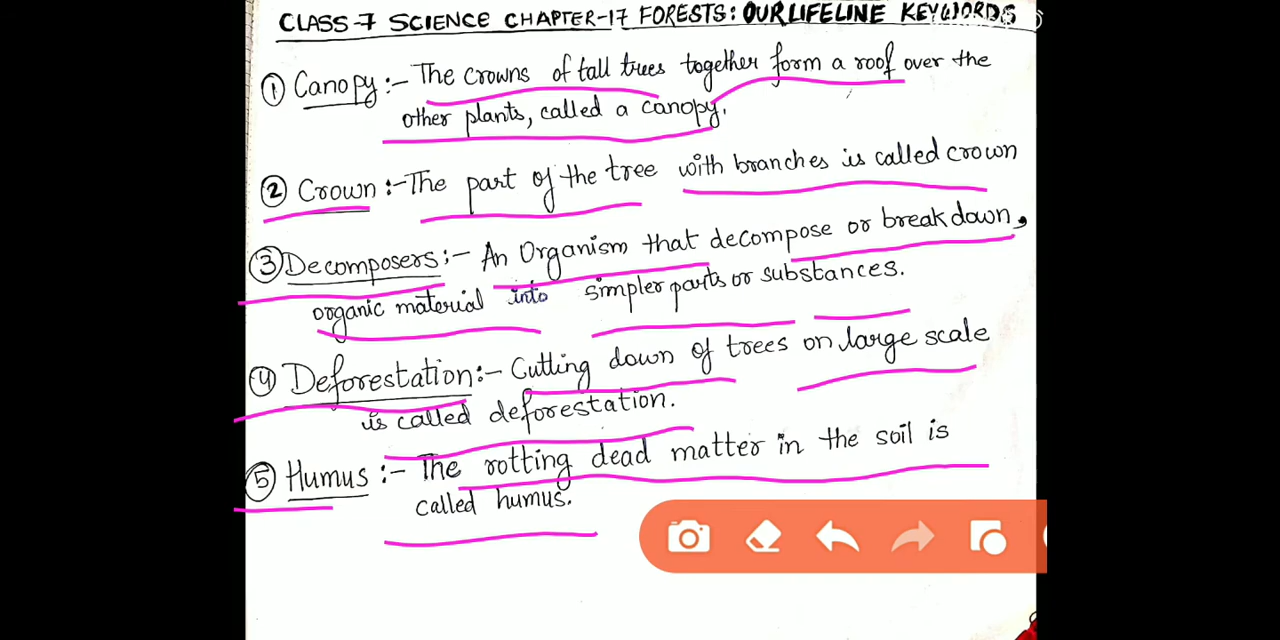 CLASS-7 SCIENCE CHAPTER-17 FORESTS: OUR LIFELINE KEYWORDS
① Canopy:- The crowns of tall trees together form a roof over the
other plants, called a canopy.
② Crown:- The part of the tree with branches is called crown
③ Decomposers:- An Organism that decompose or break down,
organic material into simpler parts or substances.
④ Deforestation:- Cutting down of trees on large scale
is called deforestation.
⑤ Humus:- The rotting dead matter in the soil is
called humus.